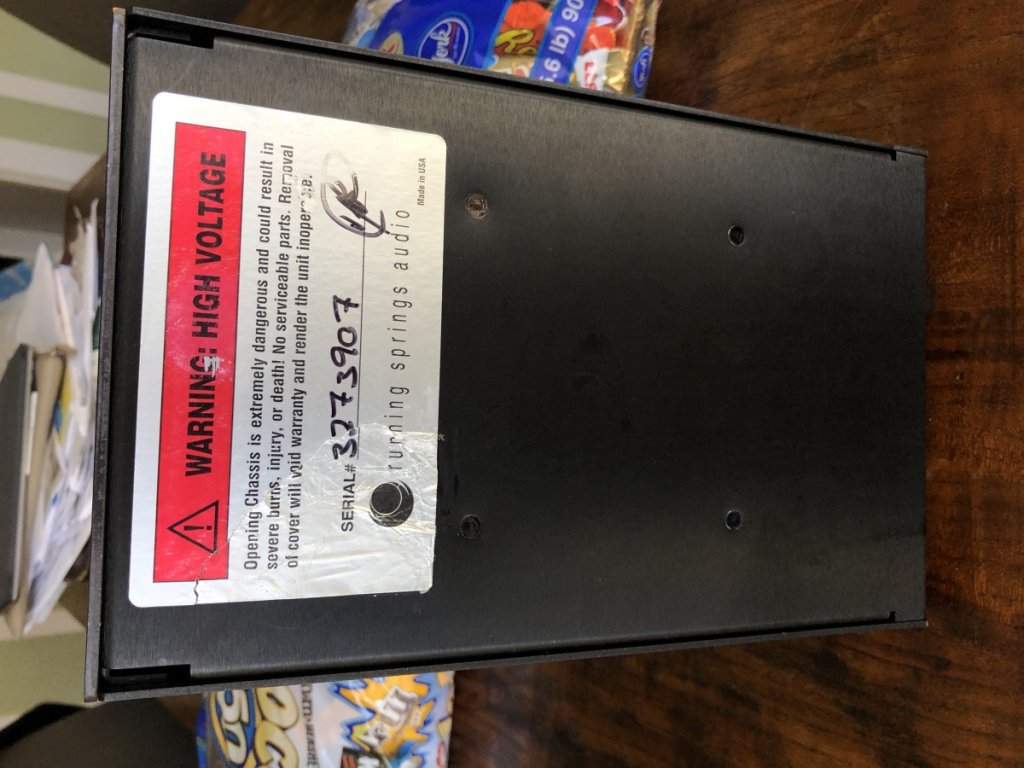 WARNING: HIGH VOLTAGE
Opening Chassis is extremely dangerous and could result in
severe burns, injury, or death! No serviceable parts. Removal
of cover will void warranty and render the unit inoperable.
SERIAL# 3273907
running springs audio
Made in USA
York
90